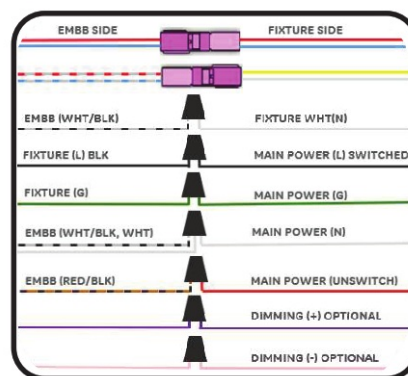 EMBB SIDE FIXTURE SIDE
EMBB (WHT/BLK) FIXTURE WHT(N)
FIXTURE (L) BLK MAIN POWER (L) SWITCHED
FIXTURE (G) MAIN POWER (G)
EMBB (WHT/BLK, WHT) MAIN POWER (N)
EMBB (RED/BLK) MAIN POWER (UNSWITCH)
DIMMING (+) OPTIONAL
DIMMING (-) OPTIONAL